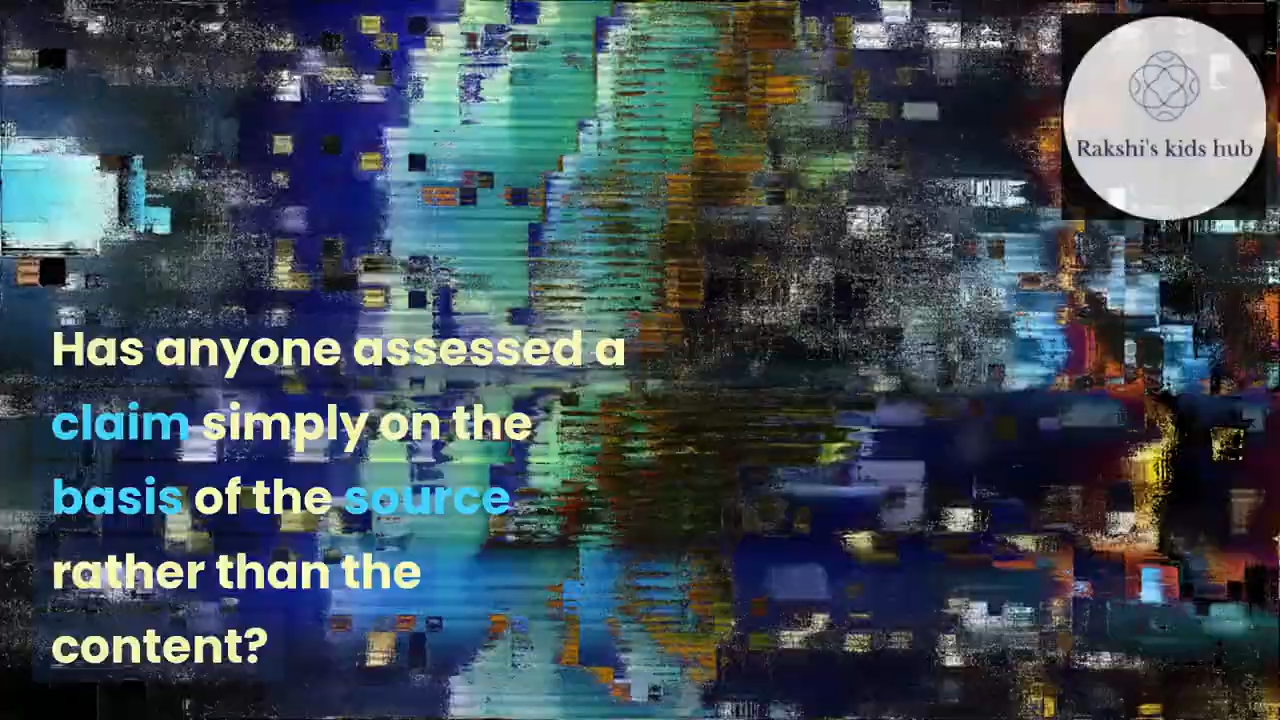 Rakshi's kids hub
Has anyone assessed a
claim simply on the
basis of the source
rather than the
content?